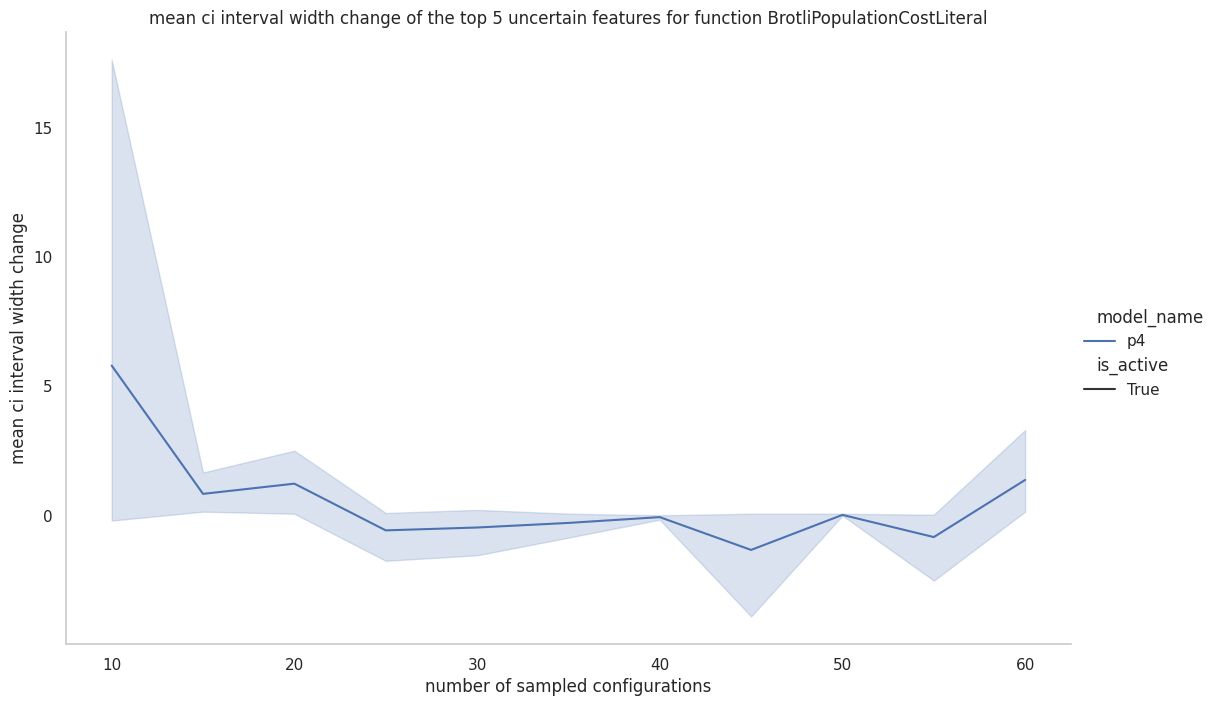 mean ci interval width change of the top 5 uncertain features for function BrotliPopulationCostLiteral
mean ci interval width change
15
10
5
0
10
20
30
40
50
60
number of sampled configurations
model_name
p4
is_active
True